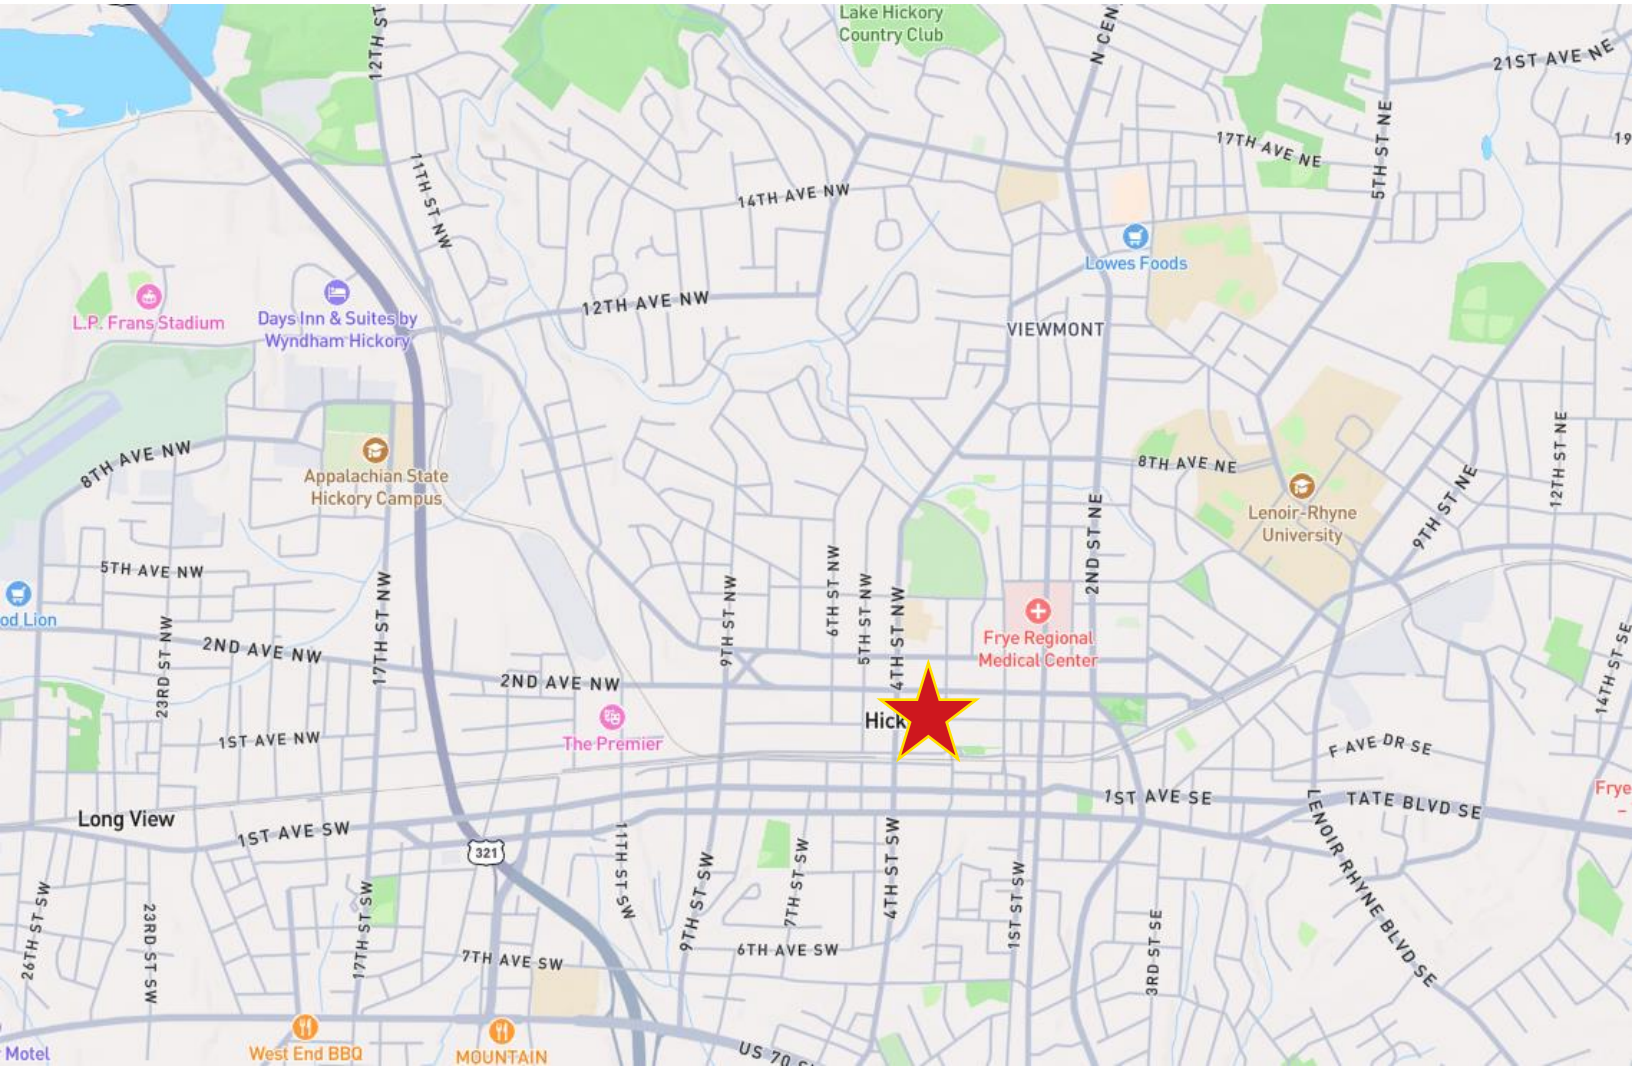 Lake Hickory
Country Club
12TH ST
N CEN
21ST AVE NE
17TH AVE NE
5TH ST NE
19
11TH ST NW
14TH AVE NW
Lowes Foods
L.P. Frans Stadium
Days Inn & Suites by
Wyndham Hickory
12TH AVE NW
VIEWMONT
8TH AVE NW
Appalachian State
Hickory Campus
8TH AVE NE
12TH ST NE
9TH ST NE
Lenoir-Rhyne
University
2ND ST NE
5TH AVE NW
od Lion
17TH ST NW
9TH ST NW
6TH ST NW
5TH ST NW
4TH ST NW
Frye Regional
Medical Center
23RD ST NW
2ND AVE NW
2ND AVE NW
14TH ST SE
Hick
The Premier
1ST AVE NW
F AVE DR SE
Frye
1ST AVE SE
TATE BLVD SE
LENOIR RHYNE BLVD SE
Long View
1ST AVE SW
321
11TH ST SW
9TH ST SW
7TH ST SW
4TH ST SW
1ST ST SW
3RD ST SE
26TH ST SW
23RD ST SW
17TH ST SW
7TH AVE SW
6TH AVE SW
Motel
West End BBQ
MOUNTAIN
US 70 S